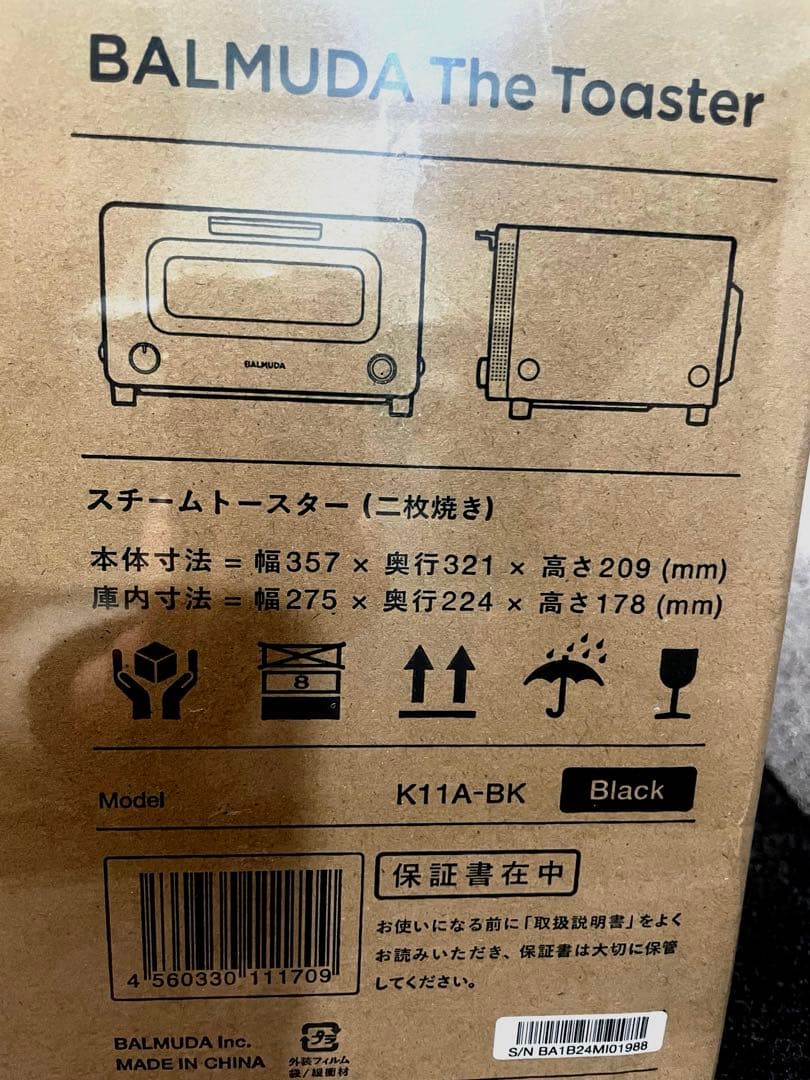 BALMUDA The Toaster
BALMUDA
スチームトースター (二枚焼き)
本体寸法 = 幅357 × 奥行321 × 高さ209 (mm)
庫内寸法 = 幅275 × 奥行224 × 高さ178 (mm)
8
Model K11A-BK Black
保証書在中
お使いになる前に「取扱説明書」をよく
お読みいただき、保証書は大切に保管
してください。
4 560330 111709
BALMUDA Inc.
MADE IN CHINA
プラ
外装フィルム
袋/緩衝材
S/N BA1B24MI01988